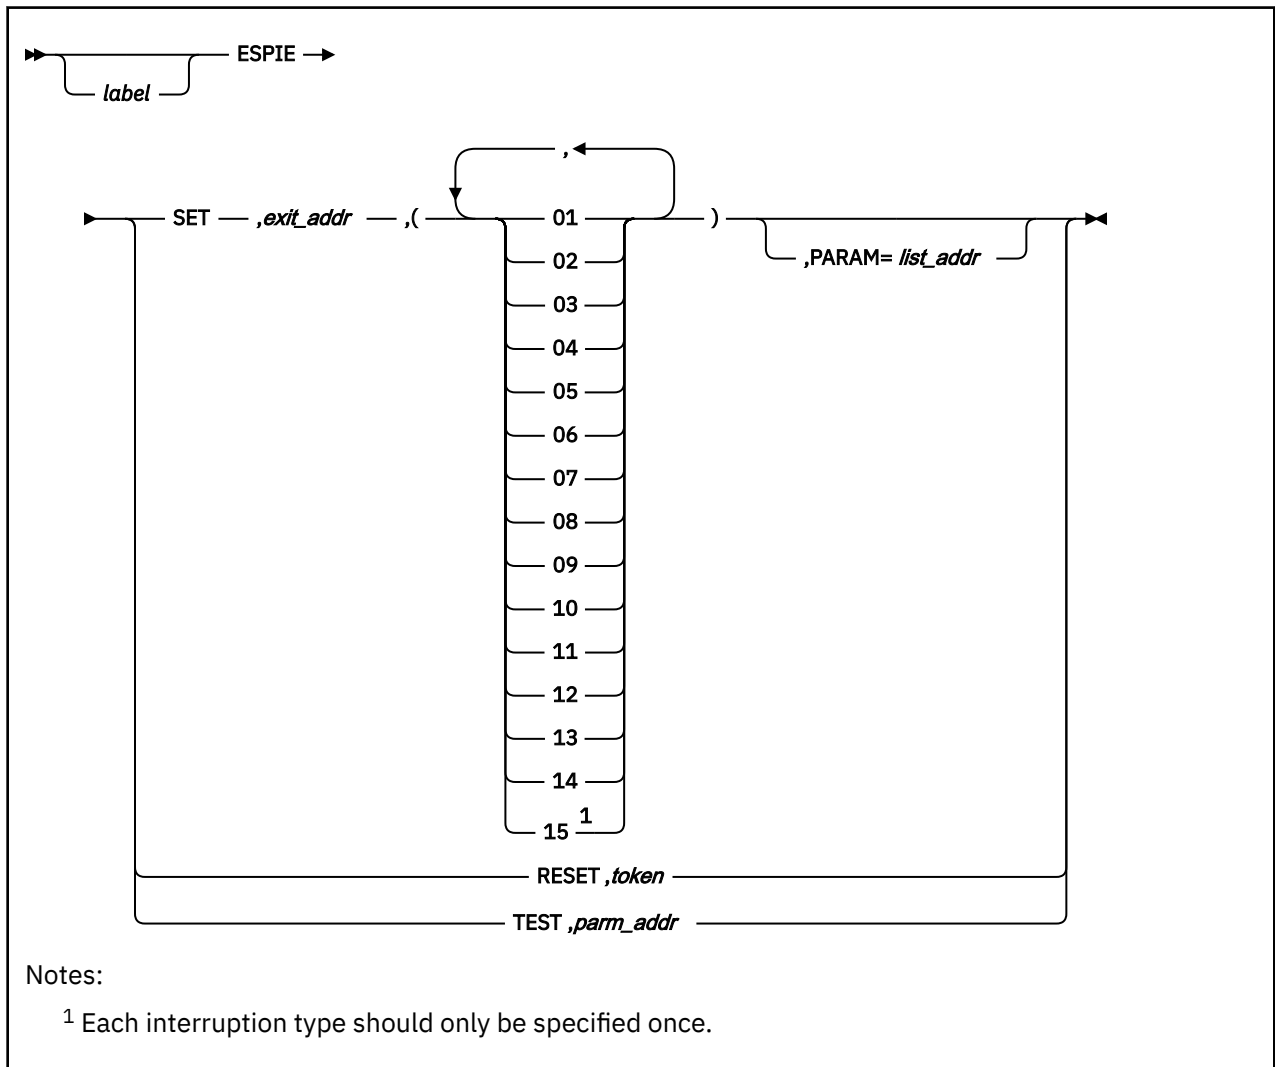 ESPIE
label
,
SET ,exit_addr ,( 01 )
,PARAM= list_addr
02
03
04
05
06
07
08
09
10
11
12
13
14
15 1
RESET ,token
TEST ,parm_addr
Notes:
1 Each interruption type should only be specified once.